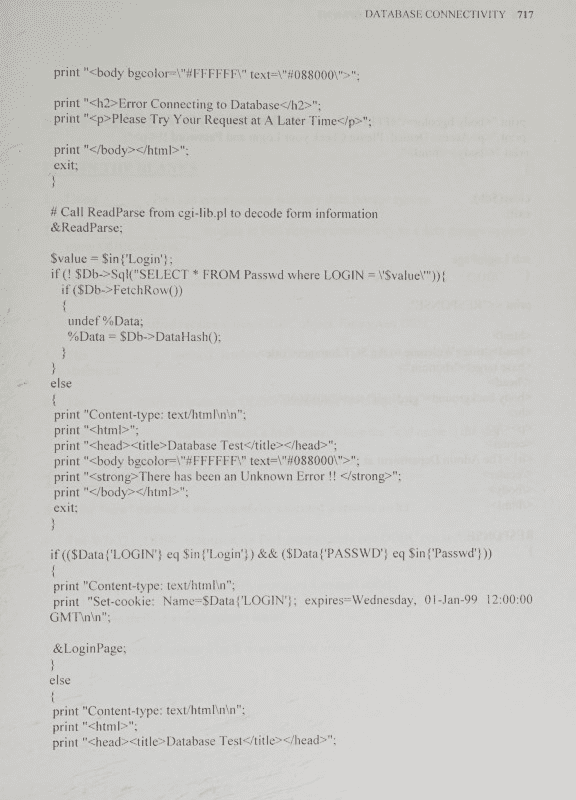 DATABASE CONNECTIVITY 717
print "<body bgcolor=\"#FFFFFF\" text=\"#088000\">";
print "<h2>Error Connecting to Database</h2>";
print "<p>Please Try Your Request at A Later Time</p>";
print "</body></html>";
exit;
}
# Call ReadParse from cgi-lib.pl to decode form information
&ReadParse;
$value = $in{'Login'};
if (! $Db->Sql("SELECT * FROM Passwd where LOGIN = \'$value\'")){
if ($Db->FetchRow())
{
undef %Data;
%Data = $Db->DataHash();
}
}
else
{
print "Content-type: text/html\n\n";
print "<html>";
print "<head><title>Database Test</title></head>";
print "<body bgcolor=\"#FFFFFF\" text=\"#088000\">";
print "<strong>There has been an Unknown Error !! </strong>";
print "</body></html>";
exit;
}
if (($Data{'LOGIN'} eq $in{'Login'}) && ($Data{'PASSWD'} eq $in{'Passwd'}))
{
print "Content-type: text/html\n";
print "Set-cookie: Name=$Data{'LOGIN'}; expires=Wednesday, 01-Jan-99 12:00:00
GMT\n\n";
&LoginPage;
}
else
{
print "Content-type: text/html\n\n";
print "<html>";
print "<head><title>Database Test</title></head>";